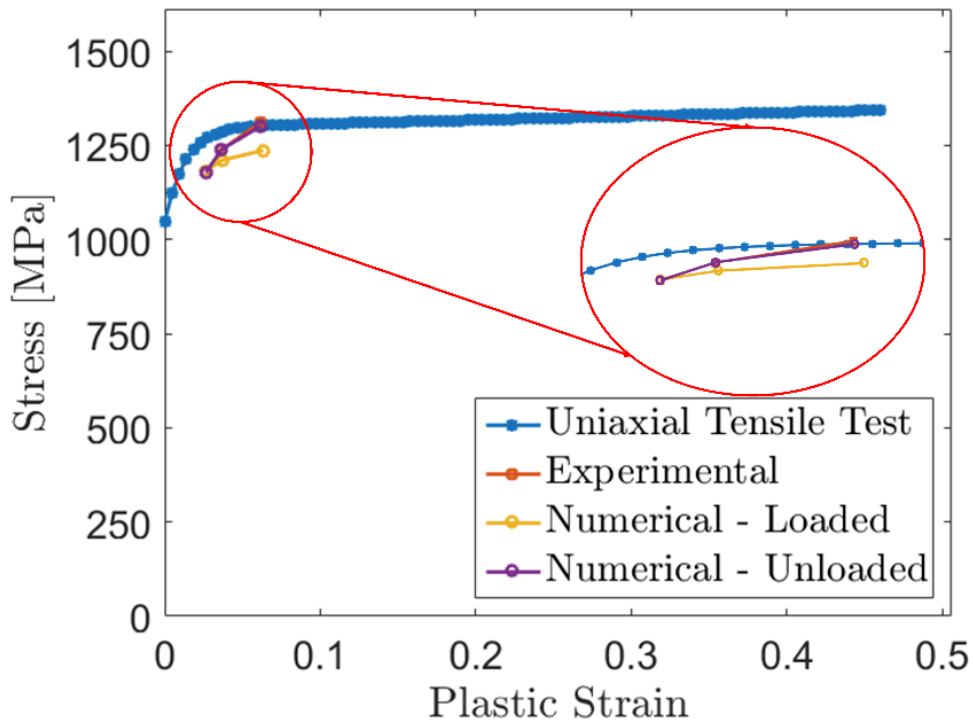 1500
1250
1000
750
500
250
0
Stress [MPa]
Uniaxial Tensile Test
Experimental
Numerical - Loaded
Numerical - Unloaded
0 0.1 0.2 0.3 0.4 0.5
Plastic Strain